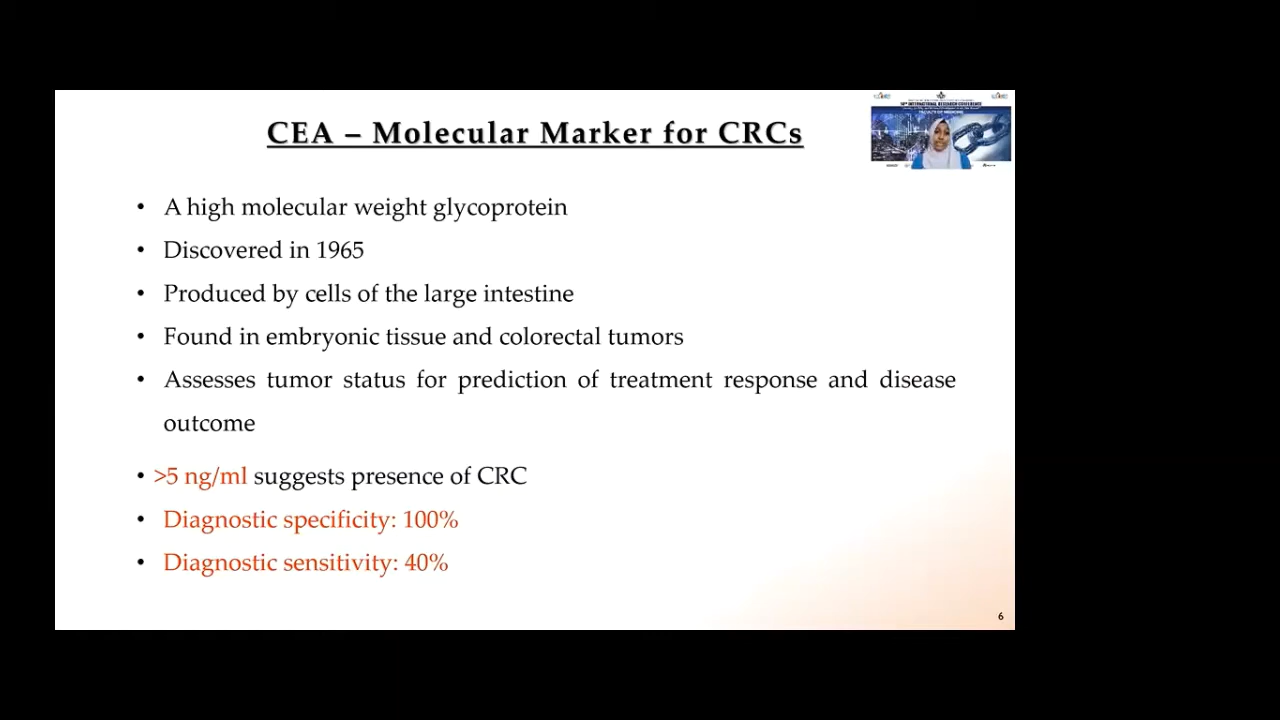 CEA – Molecular Marker for CRCs
• A high molecular weight glycoprotein
• Discovered in 1965
• Produced by cells of the large intestine
• Found in embryonic tissue and colorectal tumors
• Assesses tumor status for prediction of treatment response and disease
outcome
• >5 ng/ml suggests presence of CRC
• Diagnostic specificity: 100%
• Diagnostic sensitivity: 40%
6